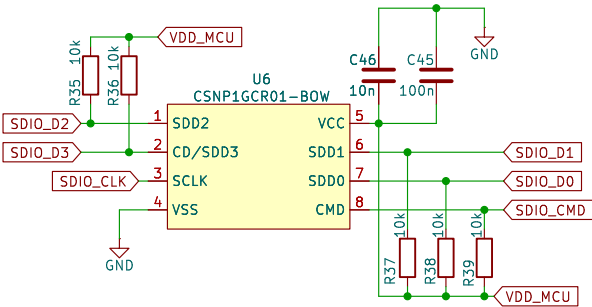 VDD_MCU
R35 10k
R36 10k
C46
10n
C45
100n
GND
U6
CSNP1GCR01-BOW
SDIO_D2
1
SDD2
SDIO_D3
2
CD/SDD3
SDIO_CLK
3
SCLK
4
VSS
GND
VCC
5
SDD1
6
SDIO_D1
SDD0
7
SDIO_D0
CMD
8
SDIO_CMD
R37 10k
R38 10k
R39 10k
VDD_MCU